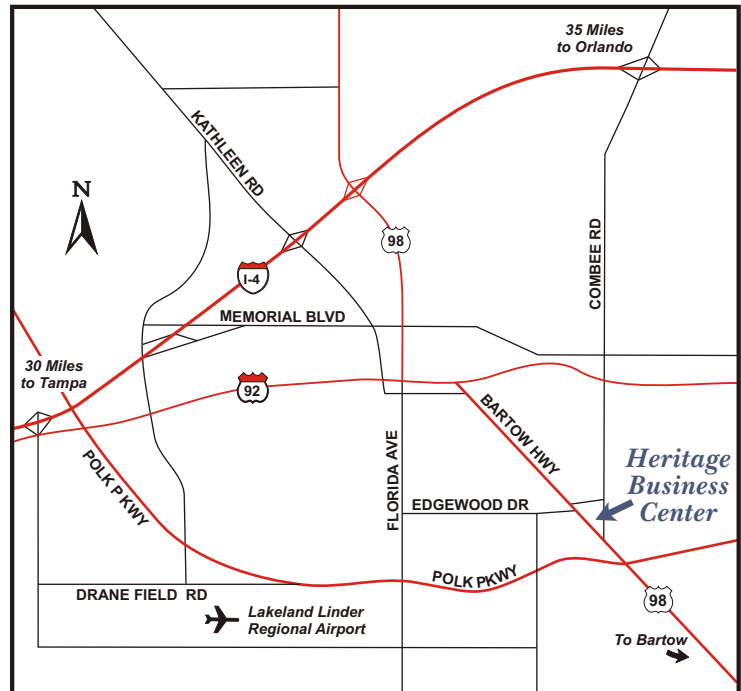 35 Miles
to Orlando
KATHLEEN RD
N
98
COMBEE RD
I-4
MEMORIAL BLVD
30 Miles
to Tampa
92
BARTOW HWY
FLORIDA AVE
Heritage
Business
Center
POLK P KWY
EDGEWOOD DR
POLK PKWY
DRANE FIELD RD
98
Lakeland Linder
Regional Airport
To Bartow